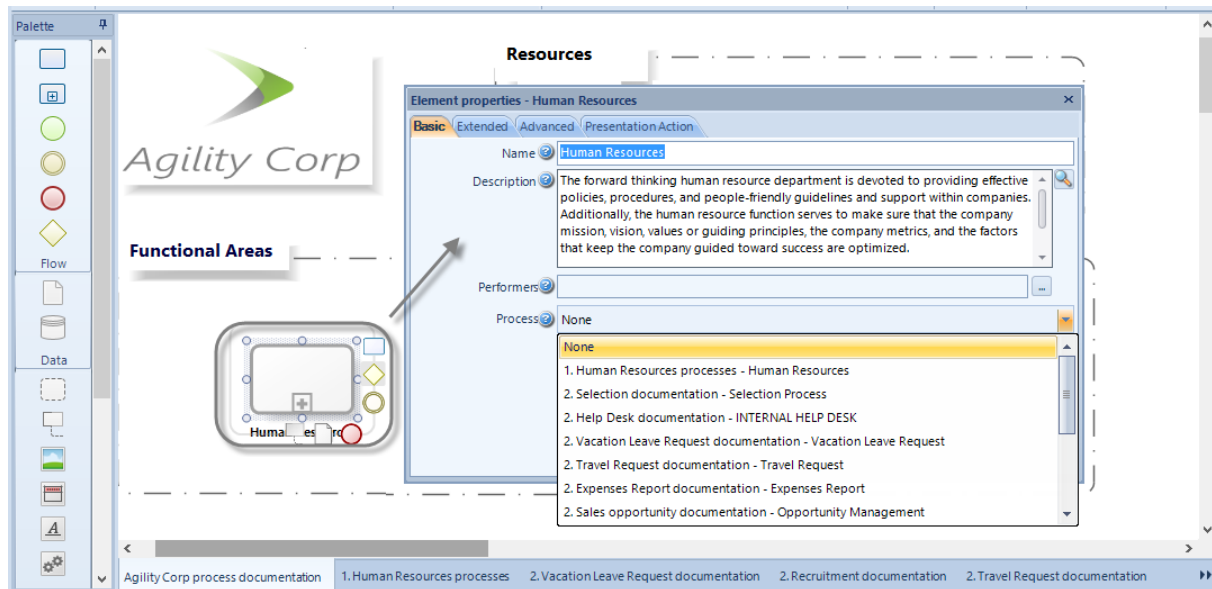 Palette
Flow
Data
A
Agility Corp
Resources
Functional Areas
Element properties - Human Resources
Basic Extended Advanced Presentation Action
Name Human Resources
Description The forward thinking human resource department is devoted to providing effective
policies, procedures, and people-friendly guidelines and support within companies.
Additionally, the human resource function serves to make sure that the company
mission, vision, values or guiding principles, the company metrics, and the factors
that keep the company guided toward success are optimized.
Performers ...
Process None
None
1. Human Resources processes - Human Resources
2. Selection documentation - Selection Process
2. Help Desk documentation - INTERNAL HELP DESK
2. Vacation Leave Request documentation - Vacation Leave Request
2. Travel Request documentation - Travel Request
2. Expenses Report documentation - Expenses Report
2. Sales opportunity documentation - Opportunity Management
Agility Corp process documentation 1. Human Resources processes 2. Vacation Leave Request documentation 2. Recruitment documentation 2. Travel Request documentation